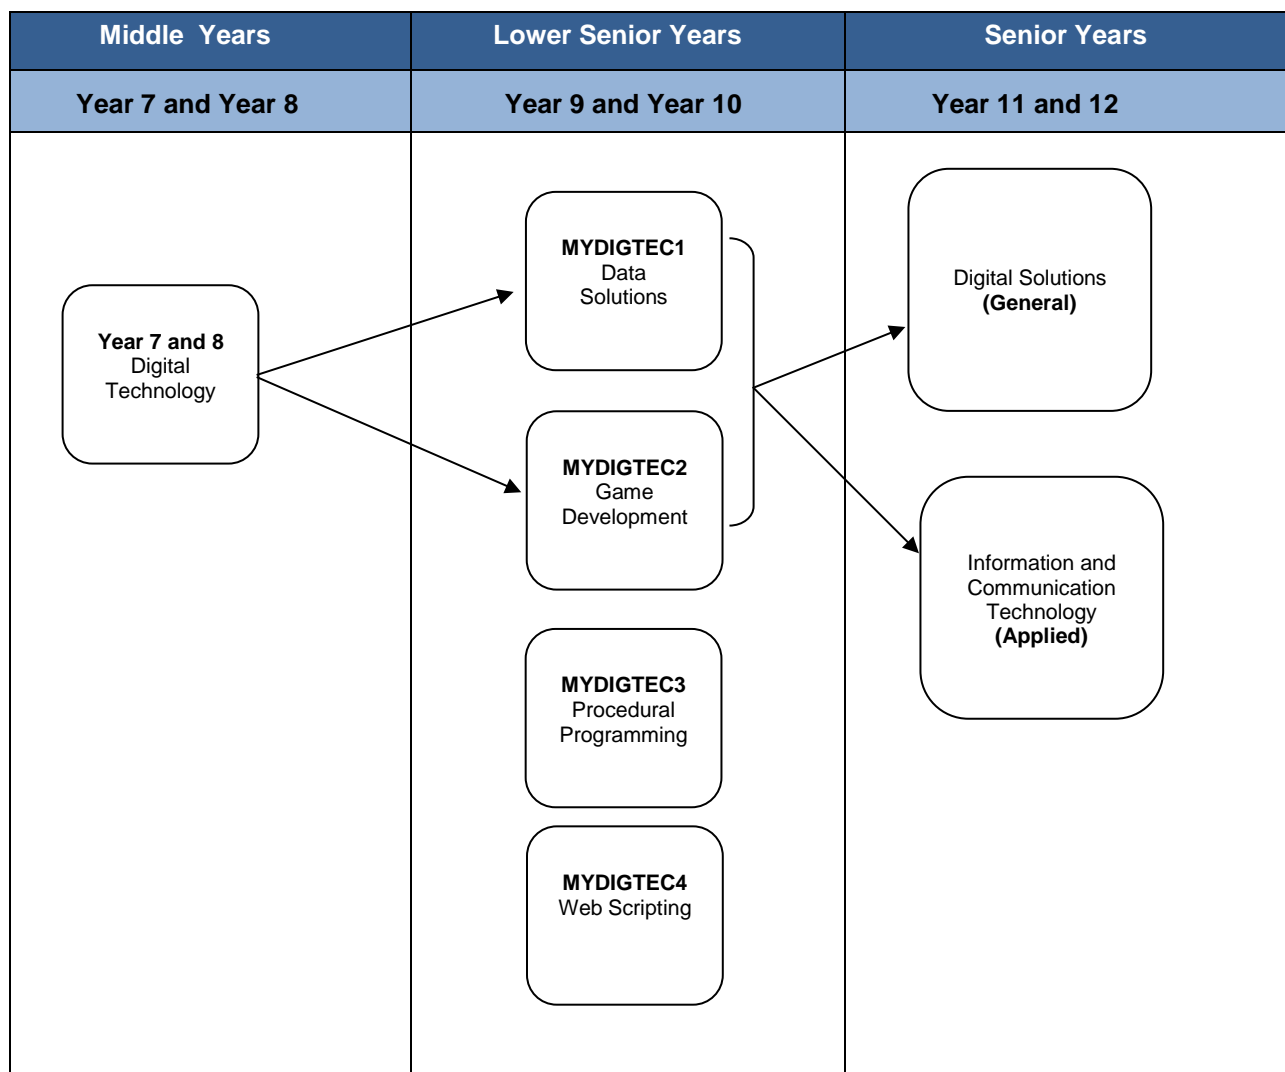 Middle Years
Lower Senior Years
Senior Years
Year 7 and Year 8
Year 9 and Year 10
Year 11 and 12
Year 7 and 8
Digital
Technology
MYDIGTEC1
Data
Solutions
MYDIGTEC2
Game
Development
MYDIGTEC3
Procedural
Programming
MYDIGTEC4
Web Scripting
Digital Solutions
(General)
Information and
Communication
Technology
(Applied)